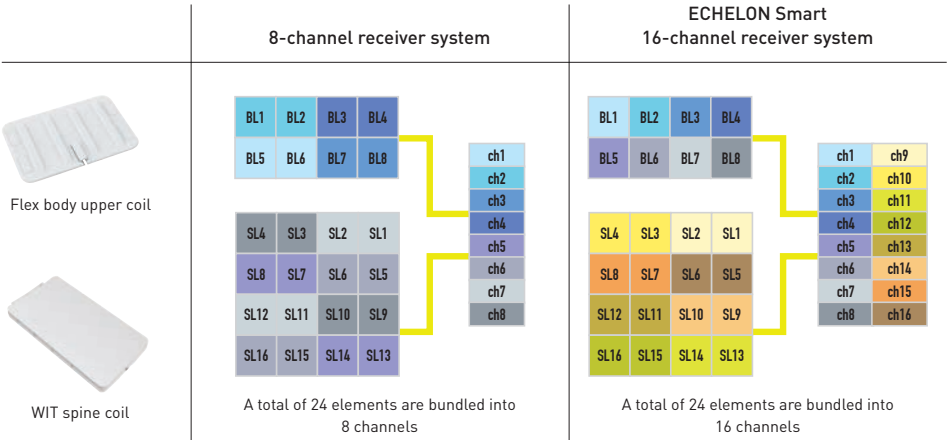 8-channel receiver system
ECHELON Smart
16-channel receiver system
Flex body upper coil
WIT spine coil
BL1 BL2 BL3 BL4
BL5 BL6 BL7 BL8
SL4 SL3 SL2 SL1
SL8 SL7 SL6 SL5
SL12 SL11 SL10 SL9
SL16 SL15 SL14 SL13
ch1
ch2
ch3
ch4
ch5
ch6
ch7
ch8
A total of 24 elements are bundled into
8 channels
BL1 BL2 BL3 BL4
BL5 BL6 BL7 BL8
SL4 SL3 SL2 SL1
SL8 SL7 SL6 SL5
SL12 SL11 SL10 SL9
SL16 SL15 SL14 SL13
ch1 ch9
ch2 ch10
ch3 ch11
ch4 ch12
ch5 ch13
ch6 ch14
ch7 ch15
ch8 ch16
A total of 24 elements are bundled into
16 channels